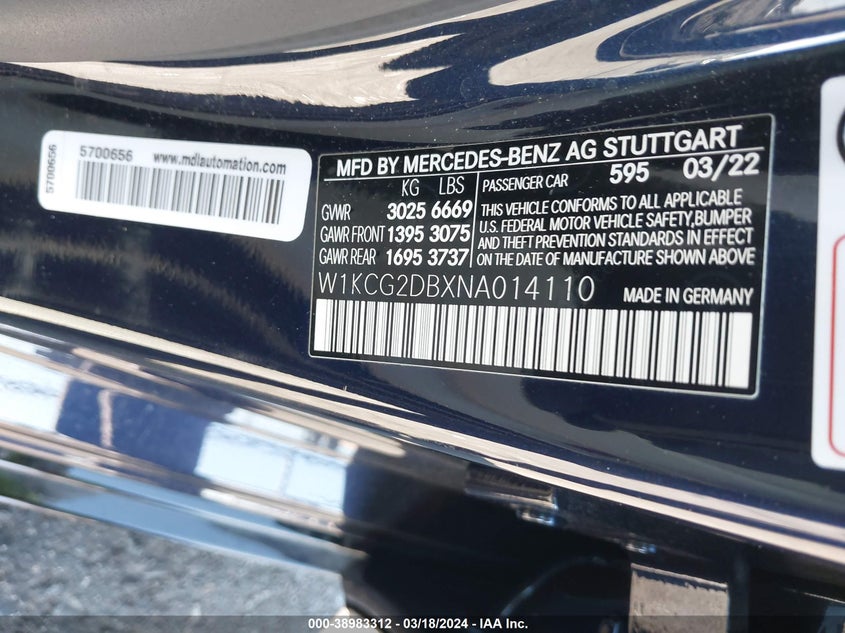 5700656
5700656 www.mdlautomation.com
MFD BY MERCEDES-BENZ AG STUTTGART
KG LBS
GVWR 3025 6669
GAWR FRONT 1395 3075
GAWR REAR 1695 3737
PASSENGER CAR 595 03/22
THIS VEHICLE CONFORMS TO ALL APPLICABLE
U.S. FEDERAL MOTOR VEHICLE SAFETY,BUMPER
AND THEFT PREVENTION STANDARDS IN EFFECT
ON THE DATE OF MANUFACTURE SHOWN ABOVE.
W1KCG2DBXNA014110 MADE IN GERMANY
000-38983312 - 03/18/2024 - IAA Inc.